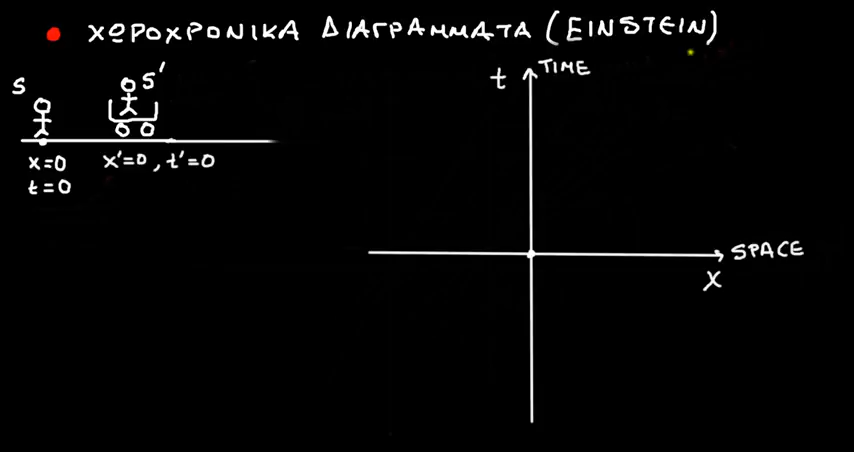 ΧΩΡΟΧΡΟΝΙΚΑ ΔΙΑΓΡΑΜΜΑΤΑ (EINSTEIN)
S
S'
x=0
t=0
x'=0, t'=0
t
TIME
SPACE
x